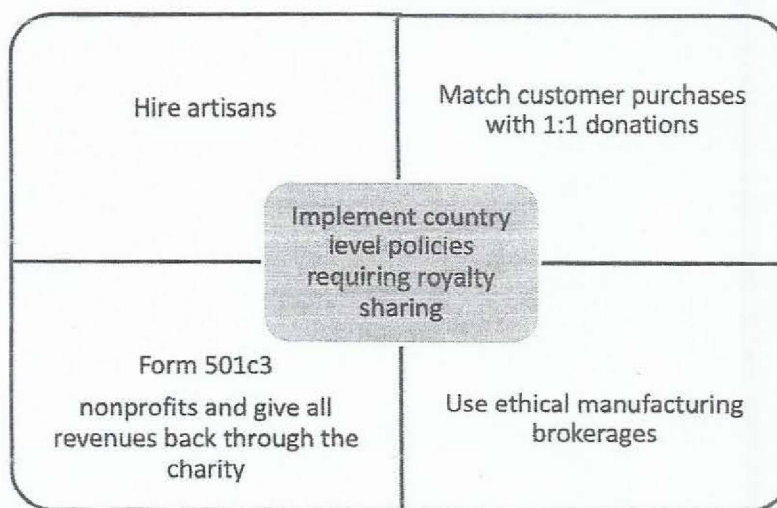 Hire artisans
Match customer purchases
with 1:1 donations
Implement country
level policies
requiring royalty
sharing
Form 501c3
nonprofits and give all
revenues back through the
charity
Use ethical manufacturing
brokerages